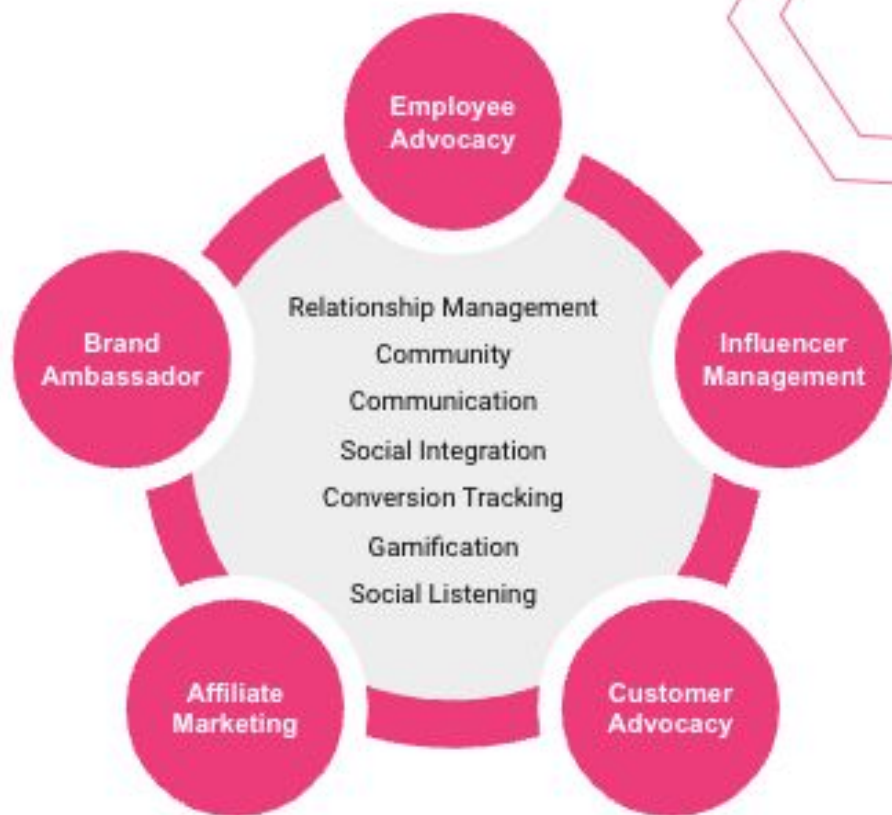 Employee
Advocacy
Brand
Ambassador
Influencer
Management
Relationship Management
Community
Communication
Social Integration
Conversion Tracking
Gamification
Social Listening
Affiliate
Marketing
Customer
Advocacy